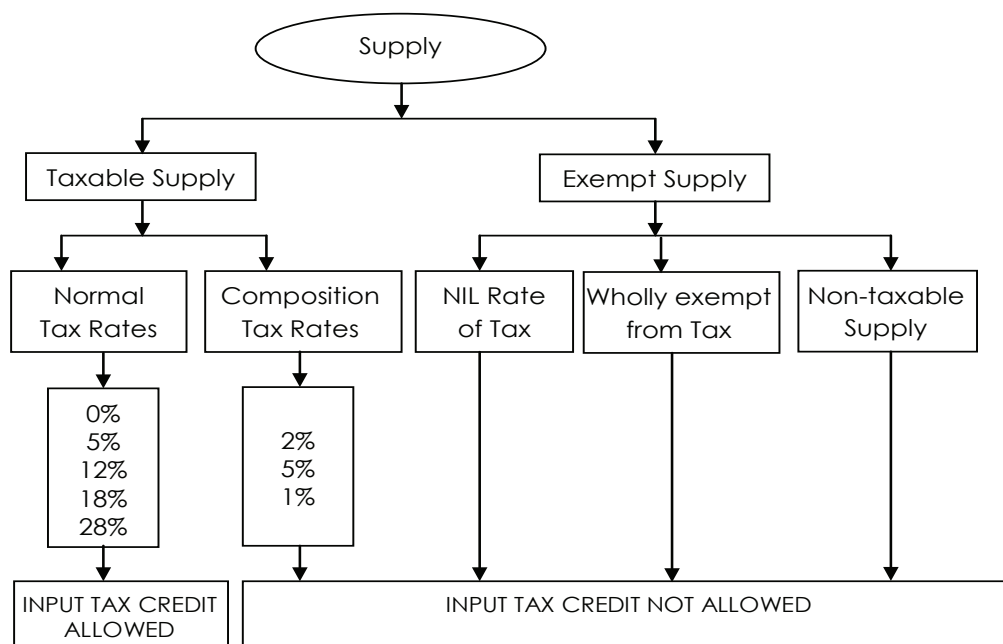 Supply
Taxable Supply
Exempt Supply
Normal
Tax Rates
Composition
Tax Rates
NIL Rate
of Tax
Wholly exempt
from Tax
Non-taxable
Supply
0%
5%
12%
18%
28%
2%
5%
1%
INPUT TAX CREDIT
ALLOWED
INPUT TAX CREDIT NOT ALLOWED